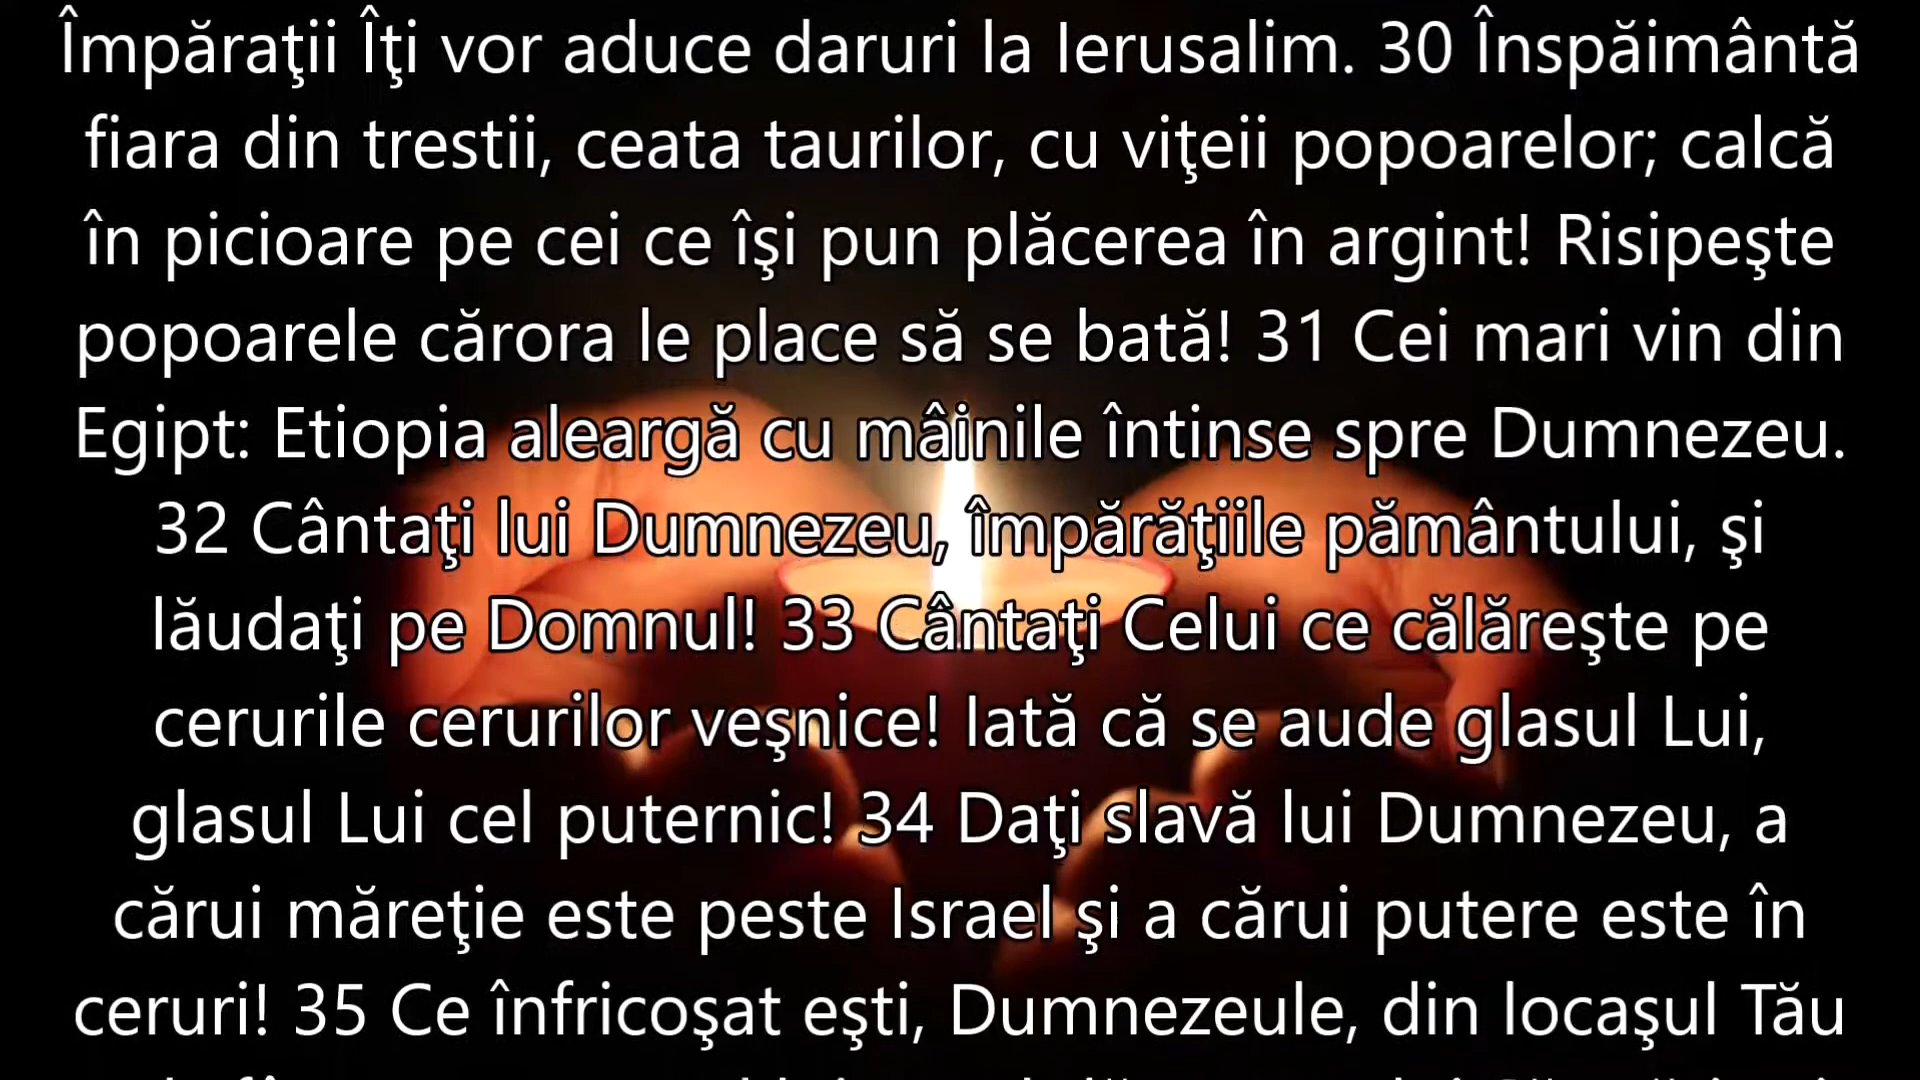 Împăraţii Îţi vor aduce daruri la Ierusalim. 30 Înspăimântă
fiara din trestii, ceata taurilor, cu viţeii popoarelor; calcă
în picioare pe cei ce îşi pun plăcerea în argint! Risipeşte
popoarele cărora le place să se bată! 31 Cei mari vin din
Egipt: Etiopia aleargă cu mâinile întinse spre Dumnezeu.
32 Cântaţi lui Dumnezeu, împărăţiile pământului, şi
lăudaţi pe Domnul! 33 Cântaţi Celui ce călăreşte pe
cerurile cerurilor veşnice! Iată că se aude glasul Lui,
glasul Lui cel puternic! 34 Daţi slavă lui Dumnezeu, a
cărui măreţie este peste Israel şi a cărui putere este în
ceruri! 35 Ce înfricoşat eşti, Dumnezeule, din locaşul Tău